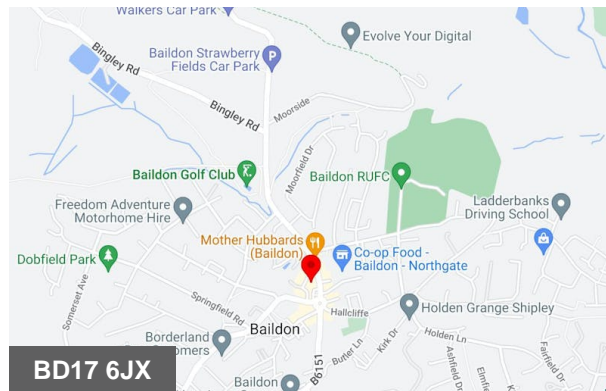 Walkers Car Park
Evolve Your Digital
Bingley Rd
Baildon Strawberry
Fields Car Park
Moorside
Bingley Rd
Moorfield Dr
Baildon Golf Club
Baildon RUFC
Freedom Adventure
Motorhome Hire
Ladderbanks
Driving School
Mother Hubbards
(Baildon)
Co-op Food -
Baildon - Northgate
Dobfield Park
Somerset Ave
Springfield Rd
Holden Grange Shipley
Hallcliffe
Baildon
Borderland
Butler Ln
Kirk Dr
Holden Ln
Ashfield Dr
Fairfield Dr
B6151
Baildon
BD17 6JX